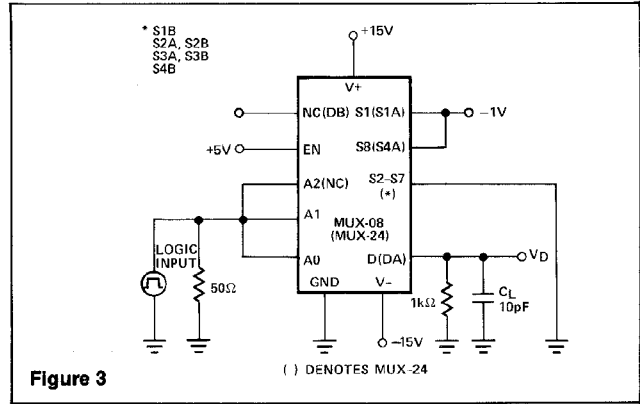 * S1B
S2A, S2B
S3A, S3B
S4B
+15V
V+
NC(DB)
S1(S1A)
−1V
+5V
EN
S8(S4A)
A2(NC)
S2–S7
(*)
A1
MUX-08
(MUX-24)
LOGIC
INPUT
A0
D(DA)
VD
50Ω
GND
V−
1kΩ
CL
10pF
−15V
Figure 3
( ) DENOTES MUX-24